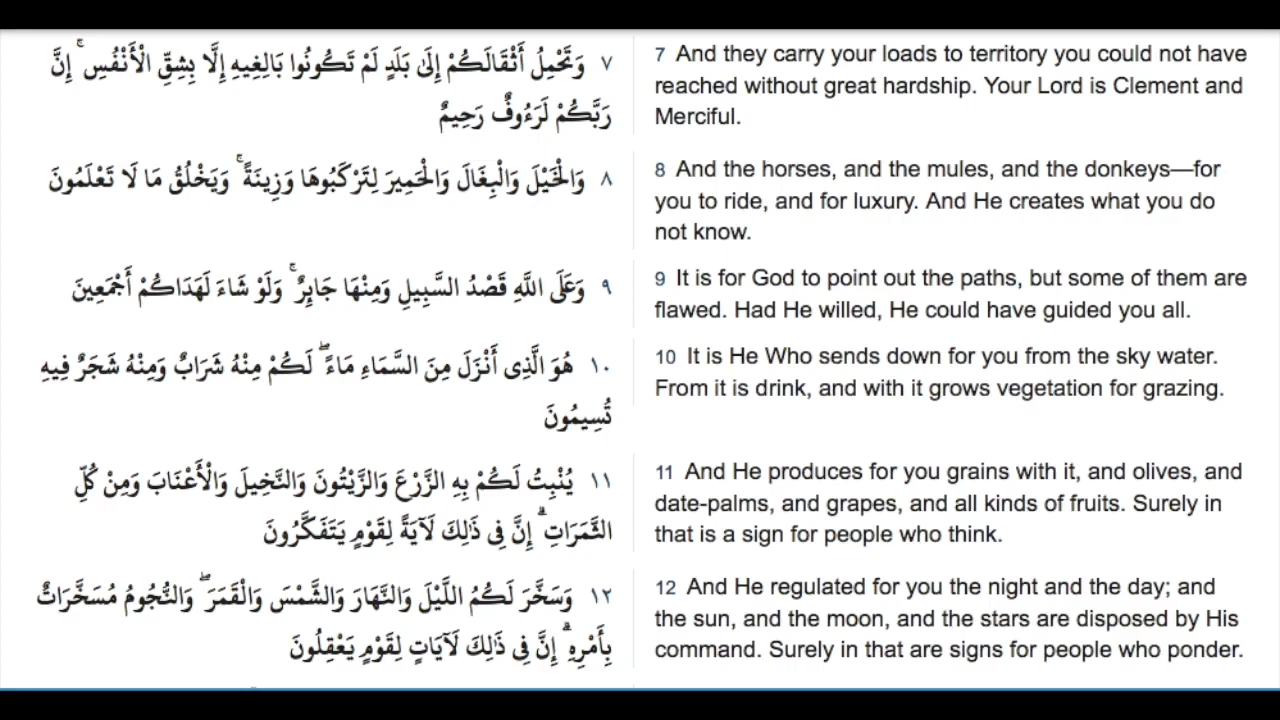 ٧ وَتَحْمِلُ أَثْقَالَكُمْ إِلَىٰ بَلَدٍ لَمْ تَكُونُوا بَالِغِيهِ إِلَّا بِشِقِّ الْأَنْفُسِ ۚ إِنَّ
رَبَّكُمْ لَرَءُوفٌ رَحِيمٌ
7 And they carry your loads to territory you could not have
reached without great hardship. Your Lord is Clement and
Merciful.
٨ وَالْخَيْلَ وَالْبِغَالَ وَالْحَمِيرَ لِتَرْكَبُوهَا وَزِينَةً ۚ وَيَخْلُقُ مَا لَا تَعْلَمُونَ
8 And the horses, and the mules, and the donkeys—for
you to ride, and for luxury. And He creates what you do
not know.
٩ وَعَلَى اللَّهِ قَصْدُ السَّبِيلِ وَمِنْهَا جَائِرٌ ۚ وَلَوْ شَاءَ لَهَدَاكُمْ أَجْمَعِينَ
9 It is for God to point out the paths, but some of them are
flawed. Had He willed, He could have guided you all.
١٠ هُوَ الَّذِي أَنْزَلَ مِنَ السَّمَاءِ مَاءً ۖ لَكُمْ مِنْهُ شَرَابٌ وَمِنْهُ شَجَرٌ فِيهِ
تُسِيمُونَ
10 It is He Who sends down for you from the sky water.
From it is drink, and with it grows vegetation for grazing.
١١ يُنْبِتُ لَكُمْ بِهِ الزَّرْعَ وَالزَّيْتُونَ وَالنَّخِيلَ وَالْأَعْنَابَ وَمِنْ كُلِّ
الثَّمَرَاتِ ۗ إِنَّ فِي ذَٰلِكَ لَآيَةً لِقَوْمٍ يَتَفَكَّرُونَ
11 And He produces for you grains with it, and olives, and
date-palms, and grapes, and all kinds of fruits. Surely in
that is a sign for people who think.
١٢ وَسَخَّرَ لَكُمُ اللَّيْلَ وَالنَّهَارَ وَالشَّمْسَ وَالْقَمَرَ ۖ وَالنُّجُومُ مُسَخَّرَاتٌ
بِأَمْرِهِ ۗ إِنَّ فِي ذَٰلِكَ لَآيَاتٍ لِقَوْمٍ يَعْقِلُونَ
12 And He regulated for you the night and the day; and
the sun, and the moon, and the stars are disposed by His
command. Surely in that are signs for people who ponder.